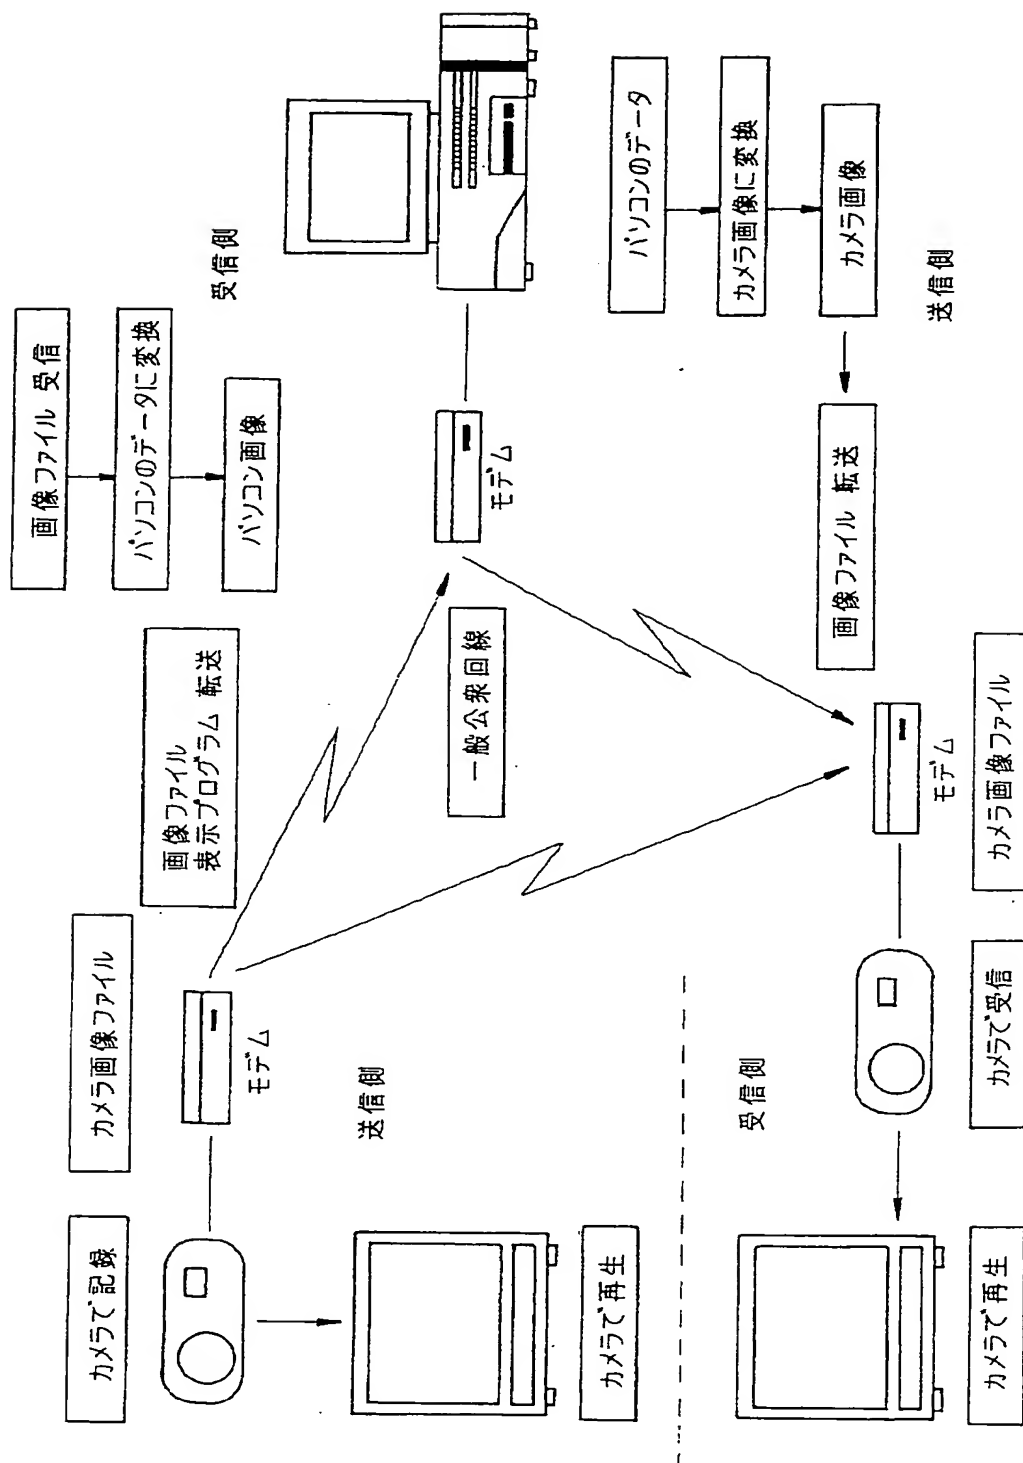 カメラで記録
カメラ画像ファイル
画像ファイル
表示プログラム 転送
画像ファイル 受信
パソコンのデータに変換
パソコン画像
受信側
モデム
送信側
一般公衆回線
モデム
カメラで再生
パソコンのデータ
カメラ画像に変換
カメラ画像
送信側
画像ファイル 転送
受信側
モデム
カメラで再生
カメラで受信
カメラ画像ファイル